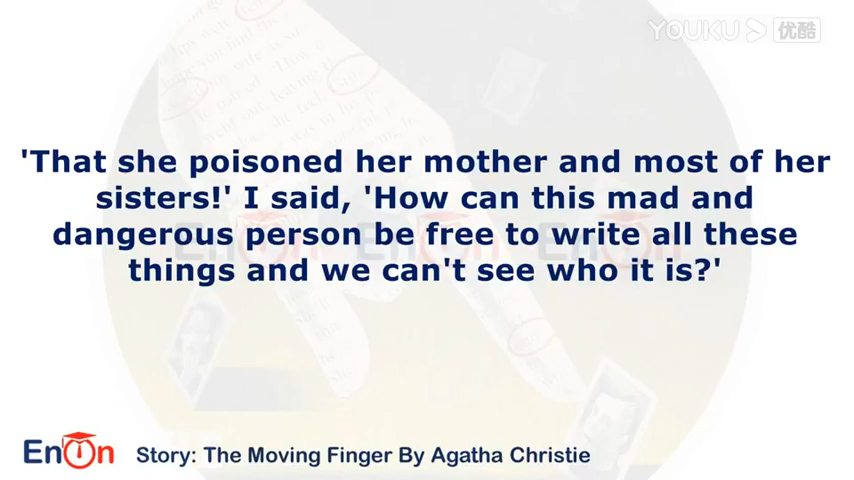 YOUKU 优酷
'That she poisoned her mother and most of her
sisters!' I said, 'How can this mad and
dangerous person be free to write all these
things and we can't see who it is?'
EnOn
Story: The Moving Finger By Agatha Christie